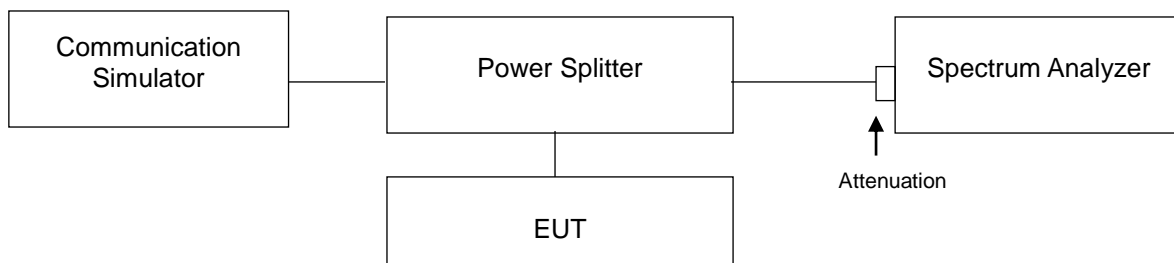 Communication
Simulator
Power Splitter
Spectrum Analyzer
Attenuation
EUT